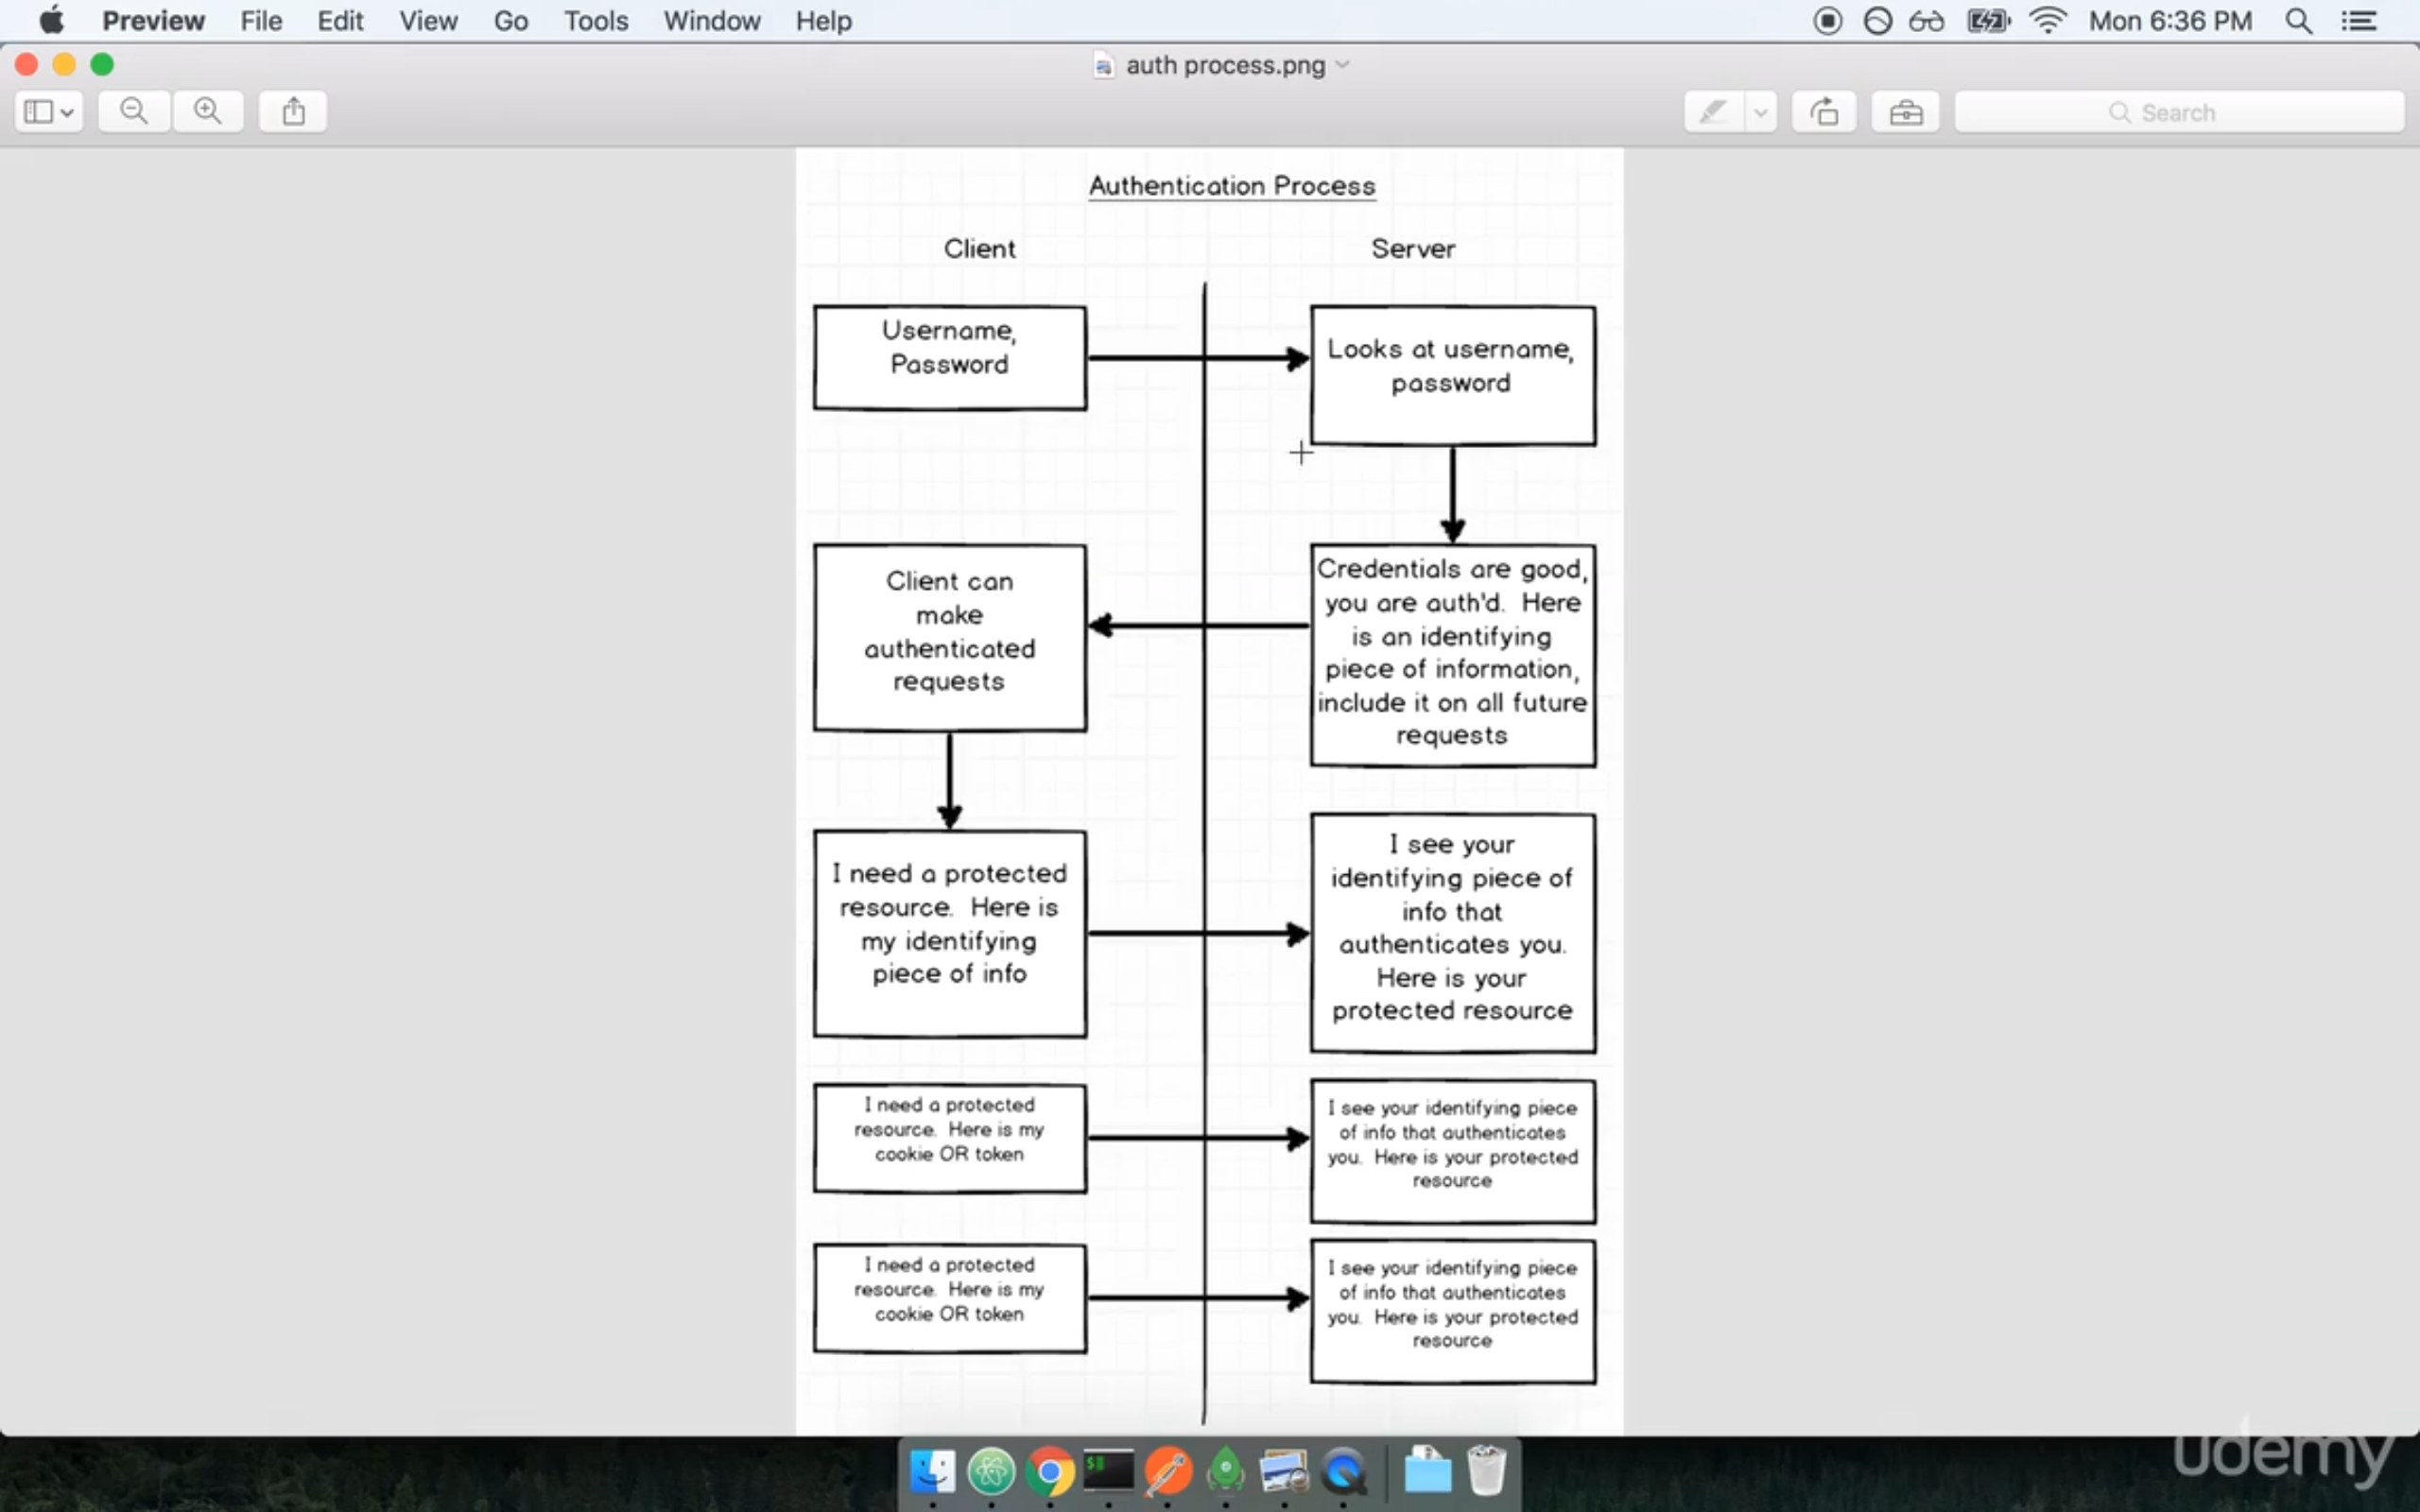 Preview File Edit View Go Tools Window Help Mon 6:36 PM
auth process.png
Search
Authentication Process
Client
Server
Username,
Password
Looks at username,
password
Client can
make
authenticated
requests
Credentials are good,
you are auth'd. Here
is an identifying
piece of information,
include it on all future
requests
I need a protected
resource. Here is
my identifying
piece of info
I see your
identifying piece of
info that
authenticates you.
Here is your
protected resource
I need a protected
resource. Here is my
cookie OR token
I see your identifying piece
of info that authenticates
you. Here is your protected
resource
I need a protected
resource. Here is my
cookie OR token
I see your identifying piece
of info that authenticates
you. Here is your protected
resource
$
udemy